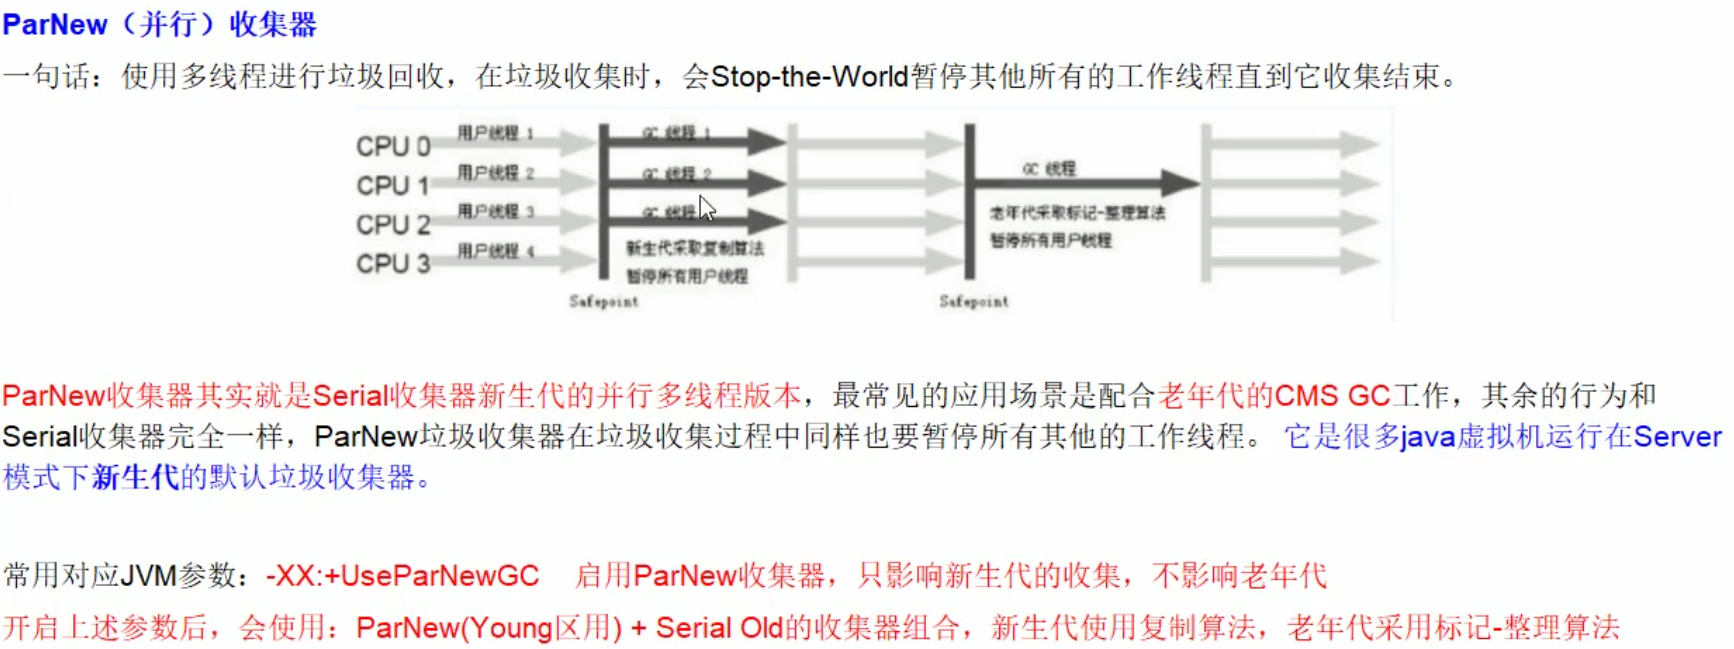 ParNew（并行）收集器
一句话：使用多线程进行垃圾回收，在垃圾收集时，会Stop-the-World暂停其他所有的工作线程直到它收集结束。
CPU 0 用户线程 1 GC 线程 1
CPU 1 用户线程 2 GC 线程 2 GC 线程
CPU 2 用户线程 3 GC 线程 老年代采取标记-整理算法
CPU 3 用户线程 4 新生代采取复制算法 暂停所有用户线程
暂停所有用户线程
Safepoint Safepoint
ParNew收集器其实就是Serial收集器新生代的并行多线程版本，最常见的应用场景是配合老年代的CMS GC工作，其余的行为和
Serial收集器完全一样，ParNew垃圾收集器在垃圾收集过程中同样也要暂停所有其他的工作线程。 它是很多java虚拟机运行在Server
模式下新生代的默认垃圾收集器。
常用对应JVM参数：-XX:+UseParNewGC 启用ParNew收集器，只影响新生代的收集，不影响老年代
开启上述参数后，会使用：ParNew(Young区用) + Serial Old的收集器组合，新生代使用复制算法，老年代采用标记-整理算法